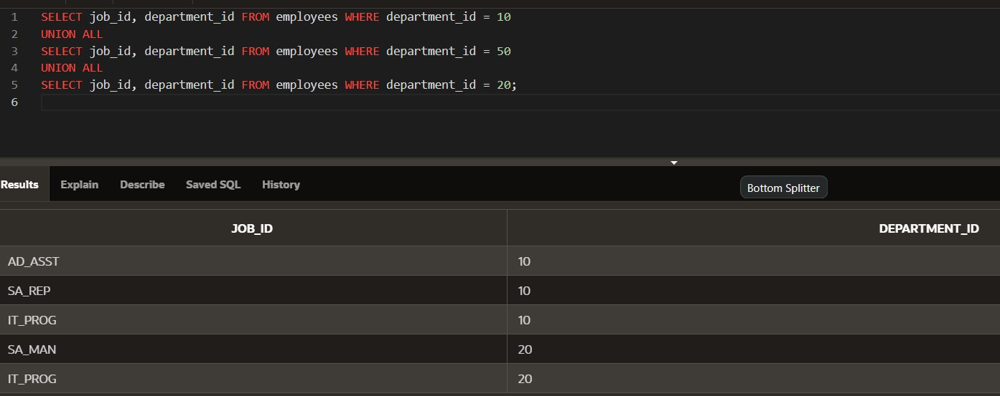 1 SELECT job_id, department_id FROM employees WHERE department_id = 10
2 UNION ALL
3 SELECT job_id, department_id FROM employees WHERE department_id = 50
4 UNION ALL
5 SELECT job_id, department_id FROM employees WHERE department_id = 20;
6
Results Explain Describe Saved SQL History
Bottom Splitter
JOB_ID DEPARTMENT_ID
AD_ASST 10
SA_REP 10
IT_PROG 10
SA_MAN 20
IT_PROG 20